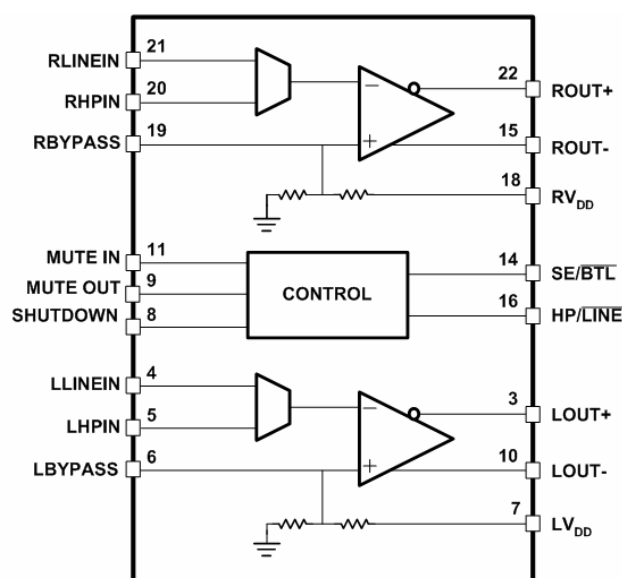 RLINEIN 21
RHPIN 20
RBYPASS 19
22 ROUT+
15 ROUT-
18 RVDD
− +
MUTE IN 11
MUTE OUT 9
SHUTDOWN 8
CONTROL
14 SE/BTL
16 HP/LINE
LLINEIN 4
LHPIN 5
LBYPASS 6
3 LOUT+
10 LOUT-
7 LVDD
− +